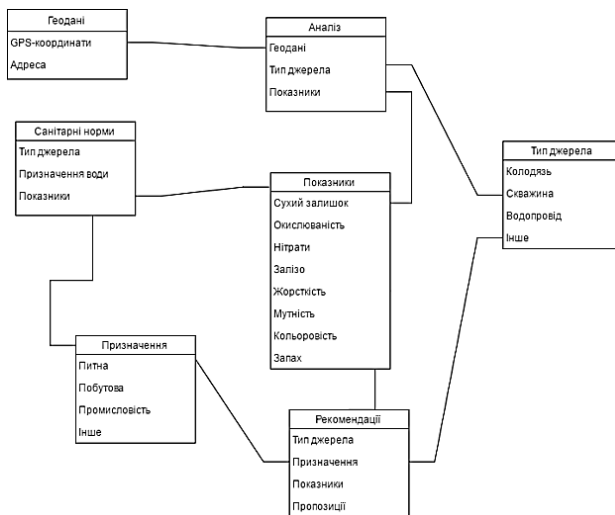 Геодані
GPS-координати
Адреса
Аналіз
Геодані
Тип джерела
Показники
Санітарні норми
Тип джерела
Призначення води
Показники
Показники
Сухий залишок
Окислюваність
Нітрати
Залізо
Жорсткість
Мутність
Кольоровість
Запах
Тип джерела
Колодязь
Скважина
Водопровід
Інше
Призначення
Питна
Побутова
Промисловість
Інше
Рекомендації
Тип джерела
Призначення
Показники
Пропозиції